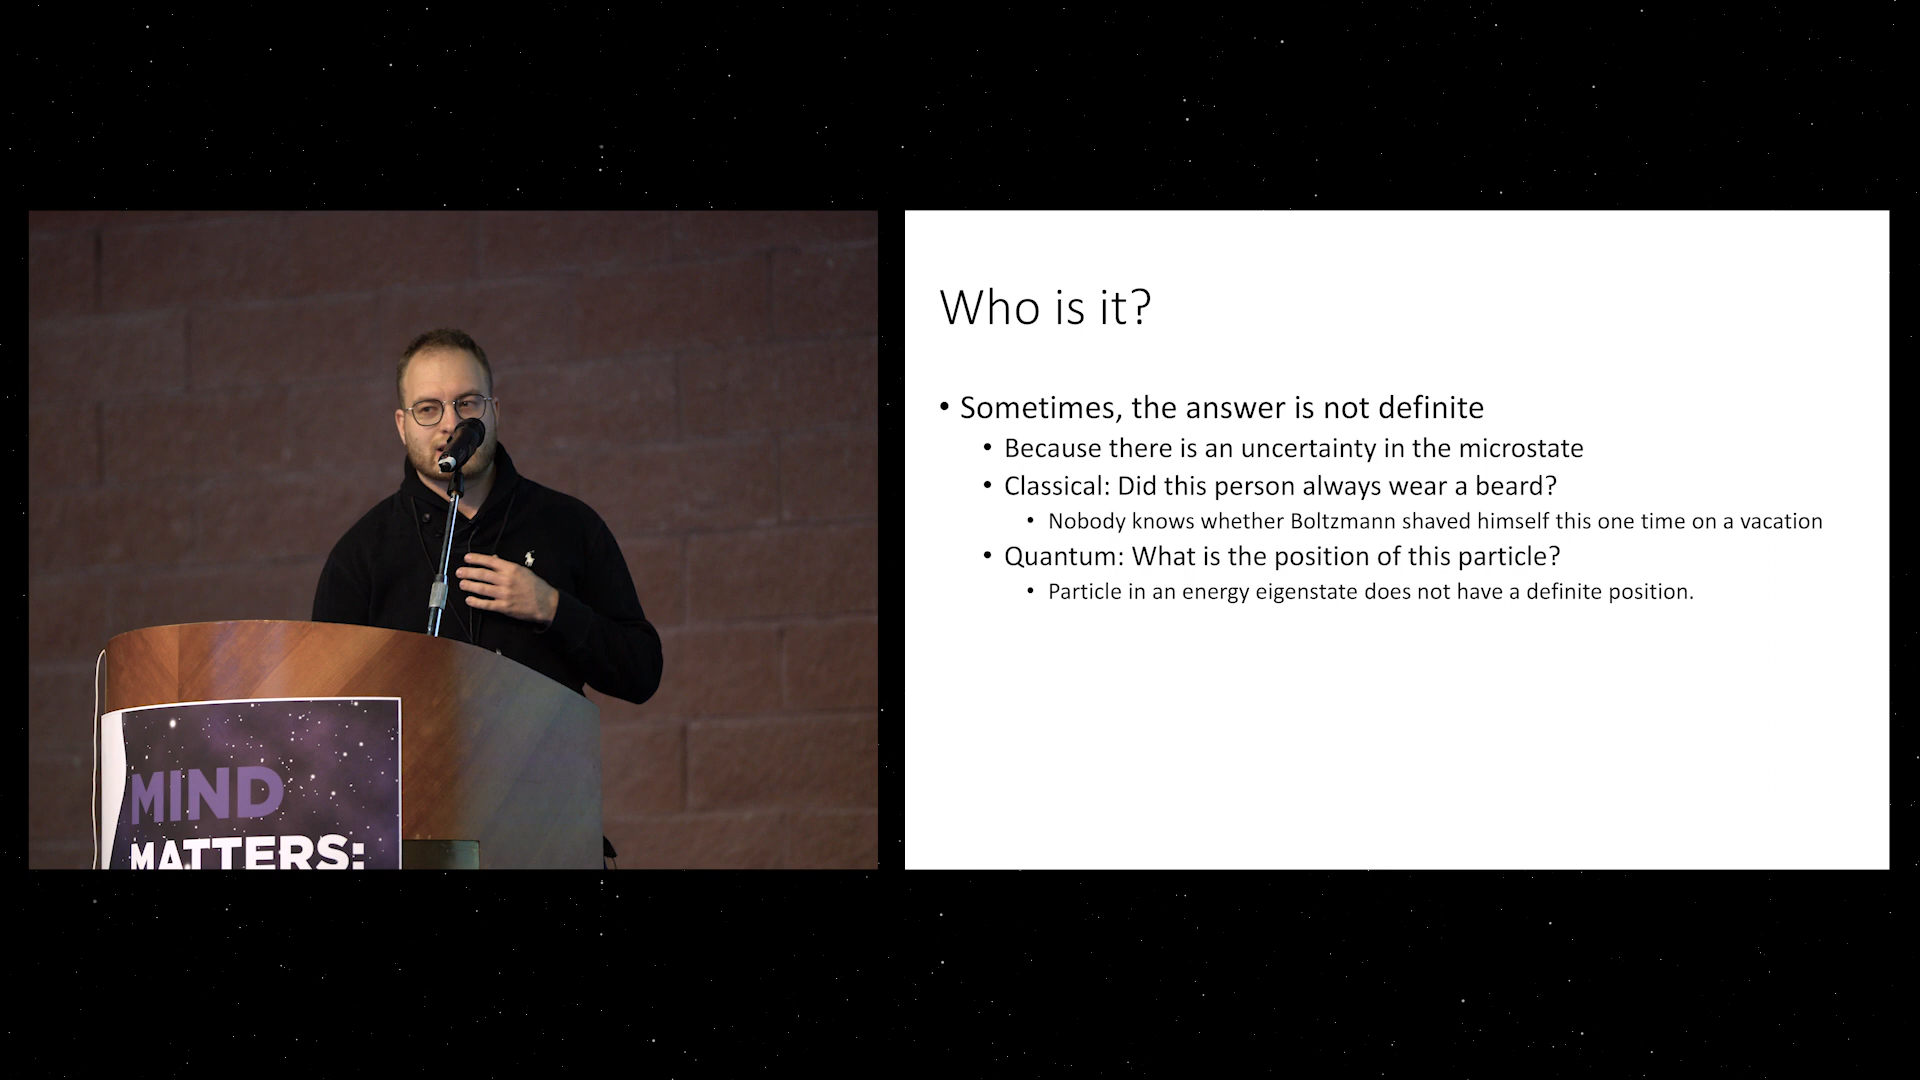 Who is it?
• Sometimes, the answer is not definite
• Because there is an uncertainty in the microstate
• Classical: Did this person always wear a beard?
• Nobody knows whether Boltzmann shaved himself this one time on a vacation
• Quantum: What is the position of this particle?
• Particle in an energy eigenstate does not have a definite position.
MIND
MATTERS: